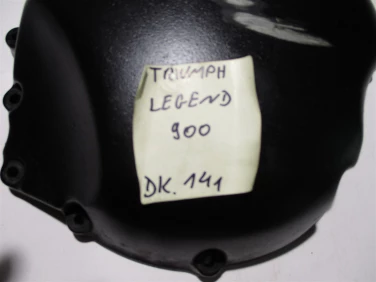 TRIUMPH
LEGEND
900
DK. 141